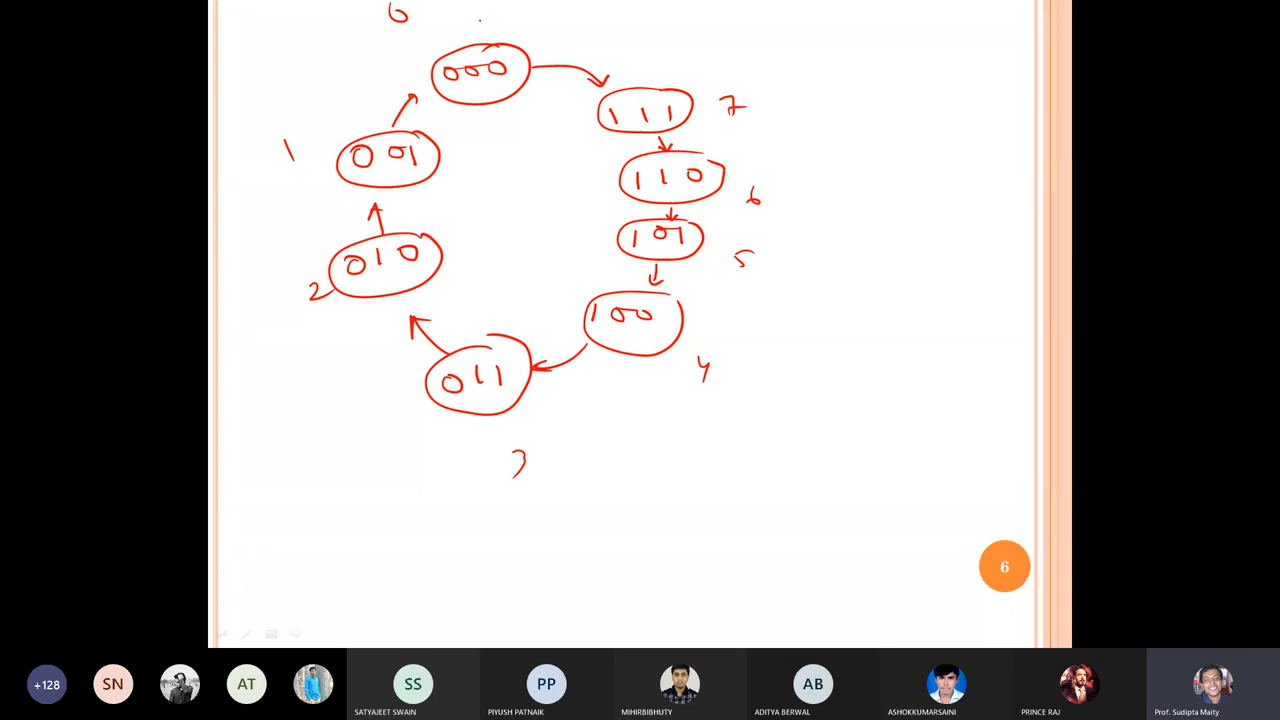 0
000
111 7
001
1
110
6
101
5
010
2
100
4
011
3
6
+128
SN
AT
SS
PP
AB
SATYAJEET SWAIN
PIYUSH PATNAIK
MIHIRBIBHUTY
ADITYA BERWAL
ASHOKKUMARSAINI
PRINCE RAJ
Prof. Sudipta Maity